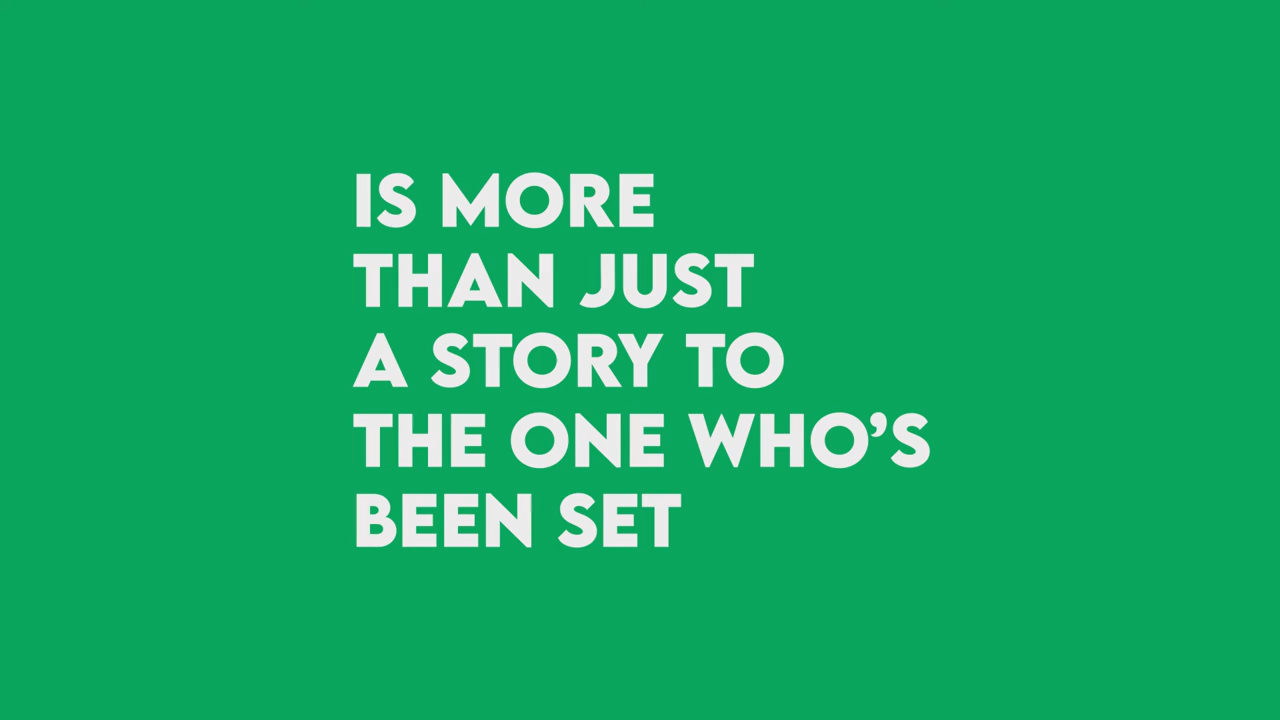 IS MORE
THAN JUST
A STORY TO
THE ONE WHO’S
BEEN SET